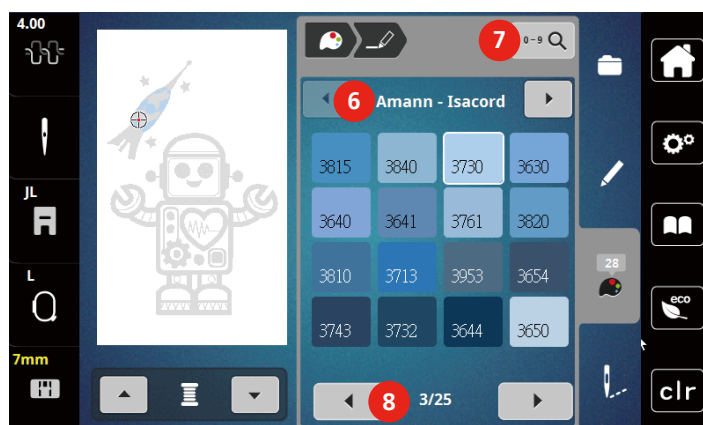 4.00
7
0-9
6
Amann - Isacord
3815 3840 3730 3630
JL
3640 3641 3761 3820
28
L
3810 3713 3953 3654
eco
3743 3732 3644 3650
7mm
8
3/25
clr